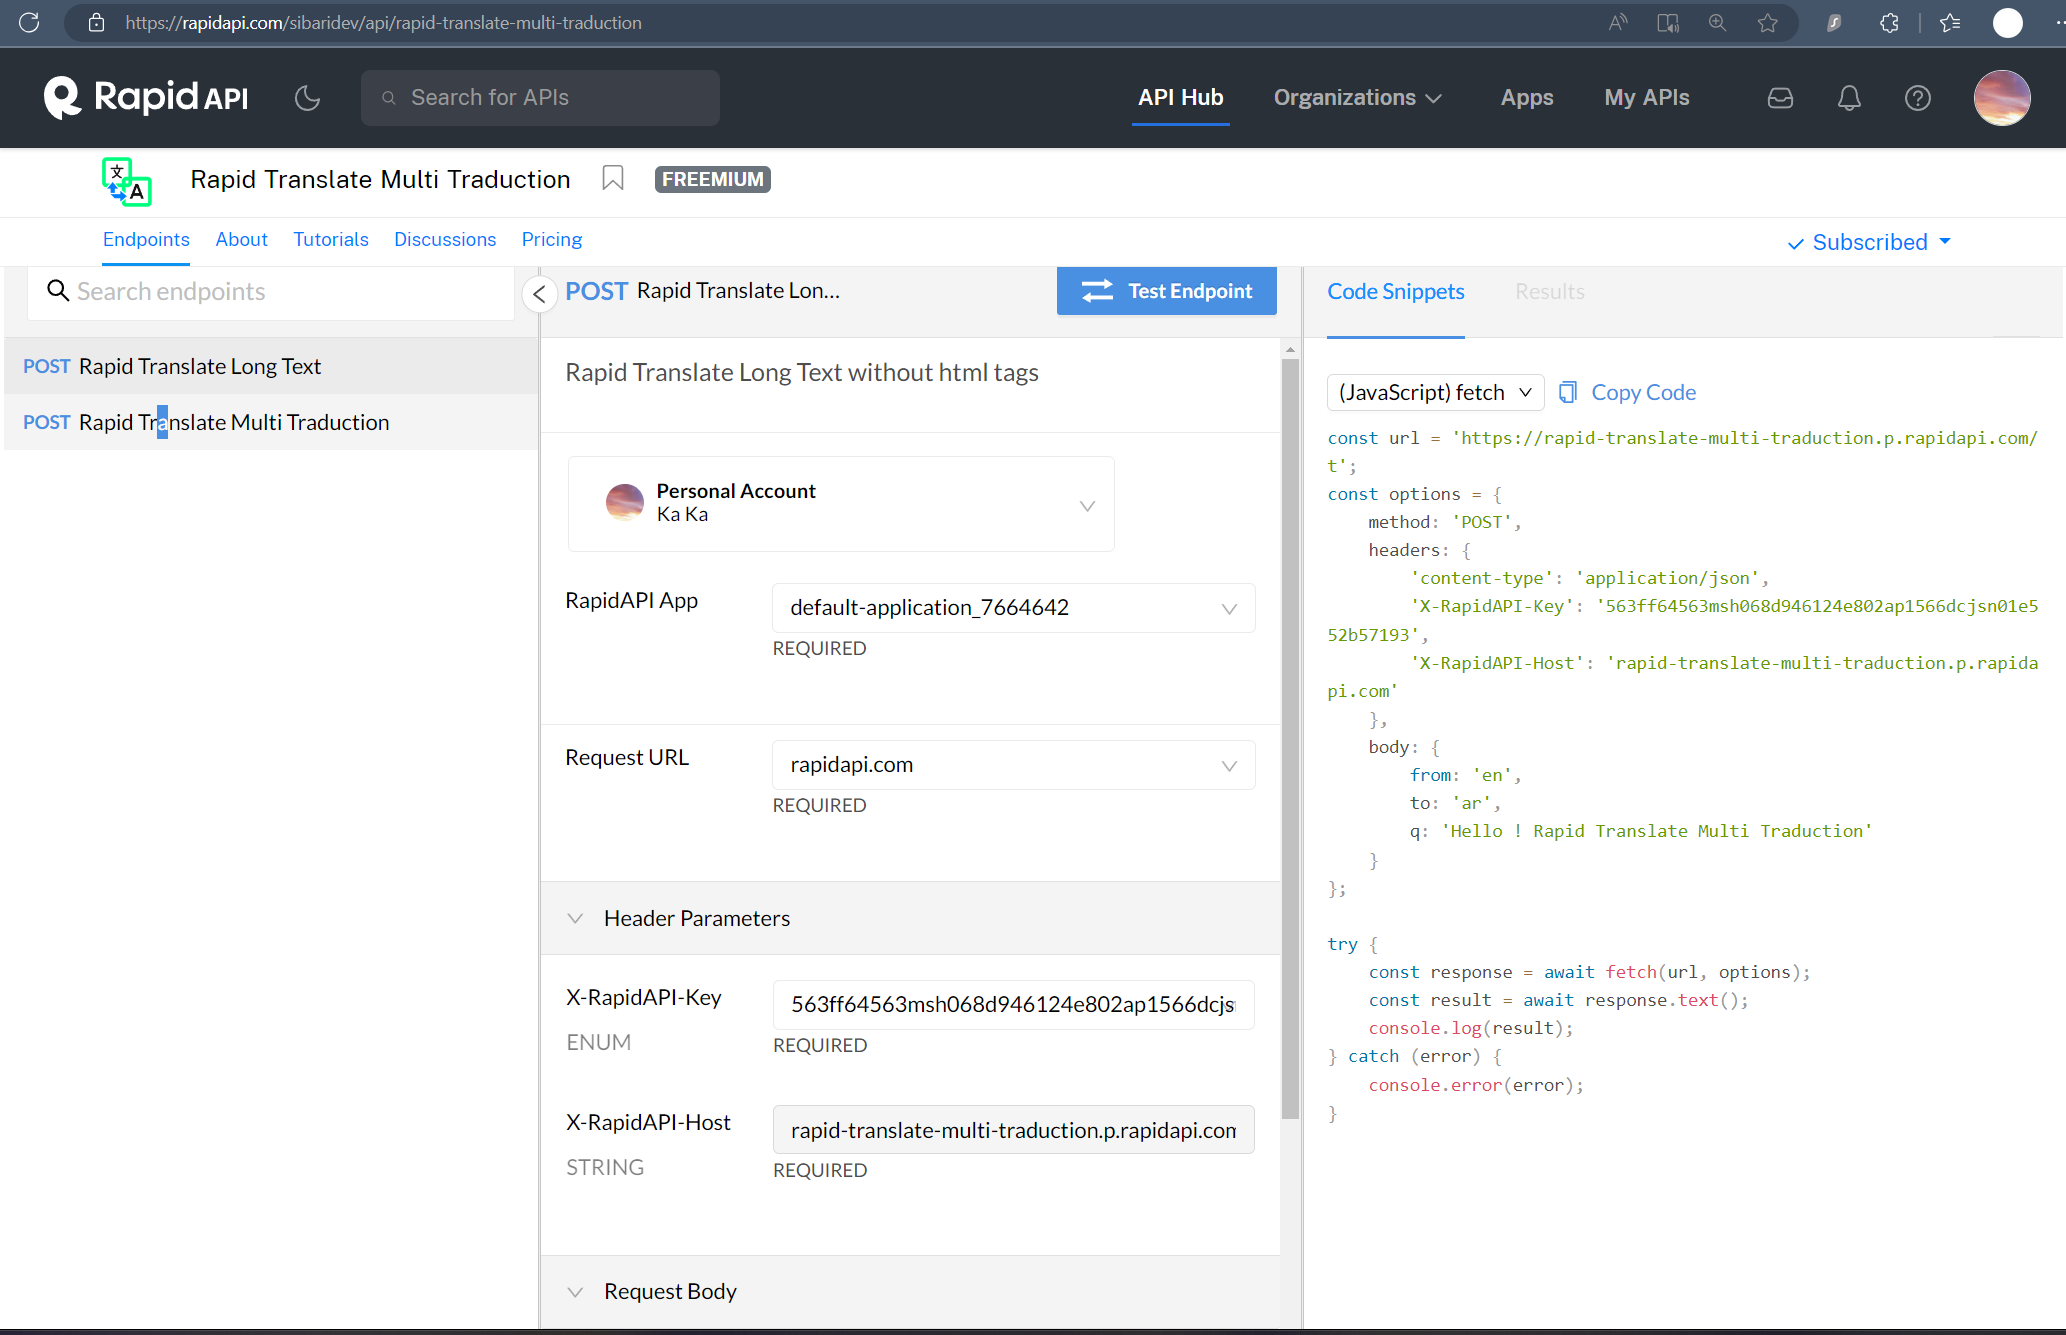 https://rapidapi.com/sibaridev/api/rapid-translate-multi-traduction
Rapid API
Search for APIs
API Hub
Organizations
Apps
My APIs
Rapid Translate Multi Traduction
FREEMIUM
Endpoints
About
Tutorials
Discussions
Pricing
Subscribed
Search endpoints
POST Rapid Translate Long Text
POST Rapid Translate Multi Traduction
POST Rapid Translate Lon...
Test Endpoint
Rapid Translate Long Text without html tags
Personal Account
Ka Ka
RapidAPI App
default-application_7664642
REQUIRED
Request URL
rapidapi.com
REQUIRED
Header Parameters
X-RapidAPI-Key
563ff64563msh068d946124e802ap1566dcjs
ENUM
REQUIRED
X-RapidAPI-Host
rapid-translate-multi-traduction.p.rapidapi.com
STRING
REQUIRED
Request Body
Code Snippets
Results
(JavaScript) fetch
Copy Code
const url = 'https://rapid-translate-multi-traduction.p.rapidapi.com/
t';
const options = {
    method: 'POST',
    headers: {
        'content-type': 'application/json',
        'X-RapidAPI-Key': '563ff64563msh068d946124e802ap1566dcjsn01e5
52b57193',
        'X-RapidAPI-Host': 'rapid-translate-multi-traduction.p.rapida
pi.com'
    },
    body: {
        from: 'en',
        to: 'ar',
        q: 'Hello ! Rapid Translate Multi Traduction'
    }
};
try {
    const response = await fetch(url, options);
    const result = await response.text();
    console.log(result);
} catch (error) {
    console.error(error);
}